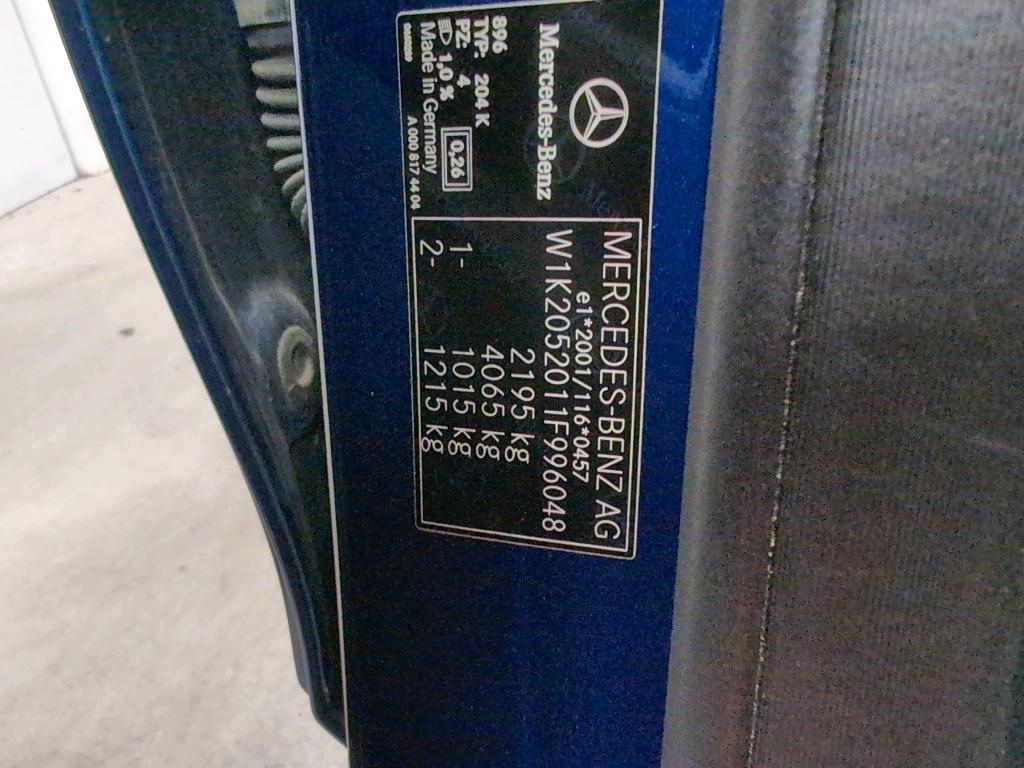 Mercedes-Benz
896
TYP: 204 K
PZ: 4
0,26
1,0 %
Made in Germany
A 000 817 44 04
MERCEDES-BENZ AG
e1*2001/116*0457
W1K2052011F996048
2195 kg
4065 kg
1- 1015 kg
2- 1215 kg